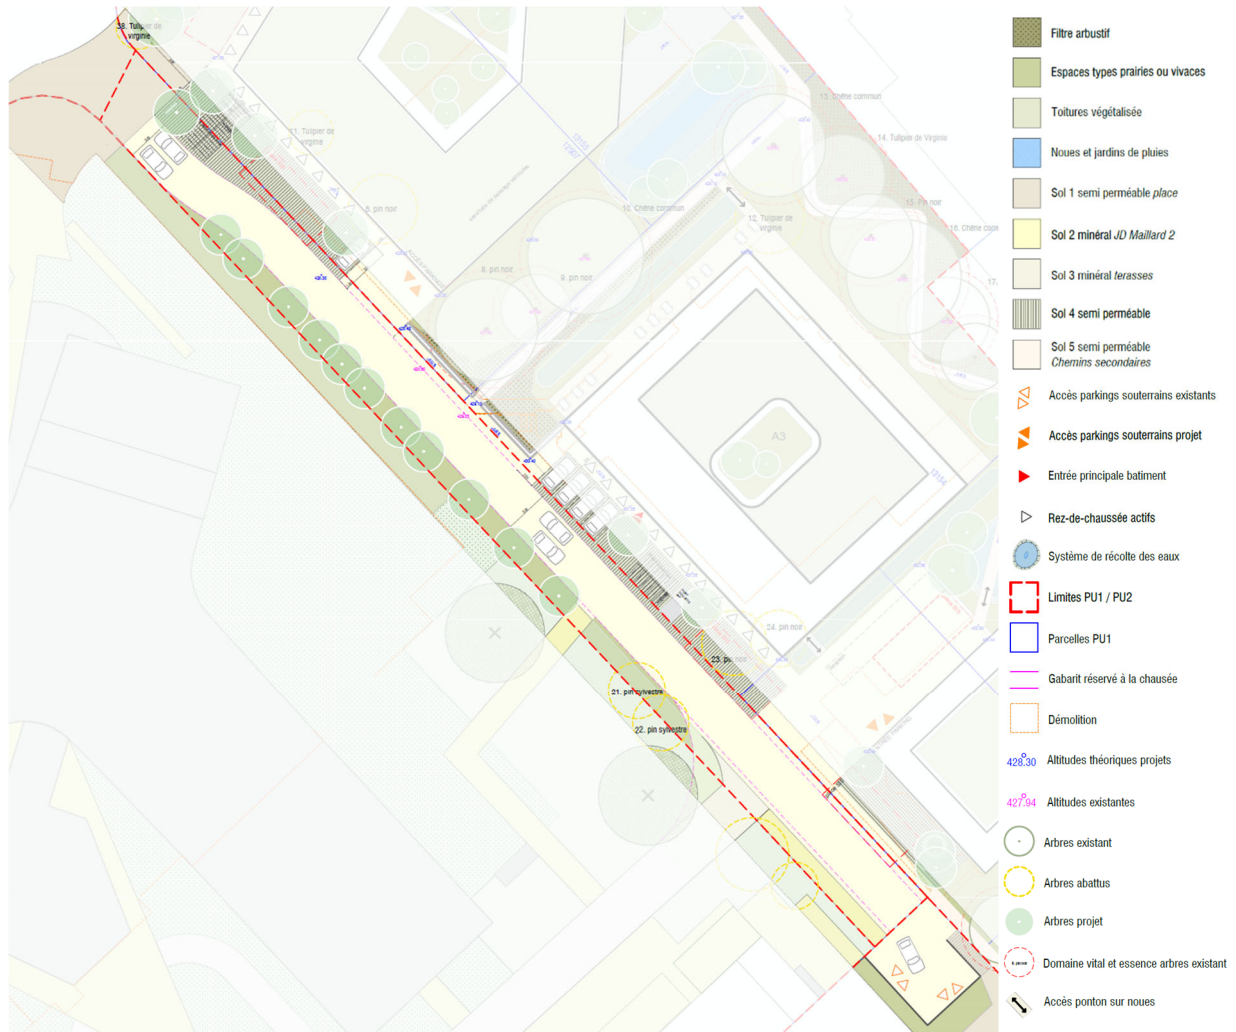 38. Tulipier de
virginie
11. Tulipier de
virginie
6. pin noir
8. pin noir
9. pin noir
10. Chêne commun
12. Tulipier de
virginie
13. Chêne commun
14. Tulipier de Virginie
15. Pin noir
A3
24. pin noir
21. pin sylvestre
22. pin sylvestre
Filtre arbustif
Espaces types prairies ou vivaces
Toitures végétalisée
Noues et jardins de pluies
Sol 1 semi perméable place
Sol 2 minéral JD Maillard 2
Sol 3 minéral terasses
Sol 4 semi perméable
Sol 5 semi perméable
Chemins secondaires
Accès parkings souterrains existants
Accès parkings souterrains projet
Entrée principale batiment
Rez-de-chaussée actifs
Système de récolte des eaux
Limites PU1 / PU2
Parcelles PU1
Gabarit réservé à la chausée
Démolition
428.30 Altitudes théoriques projets
427.94 Altitudes existantes
Arbres existant
Arbres abattus
Arbres projet
Domaine vital et essence arbres existant
Accès ponton sur noues